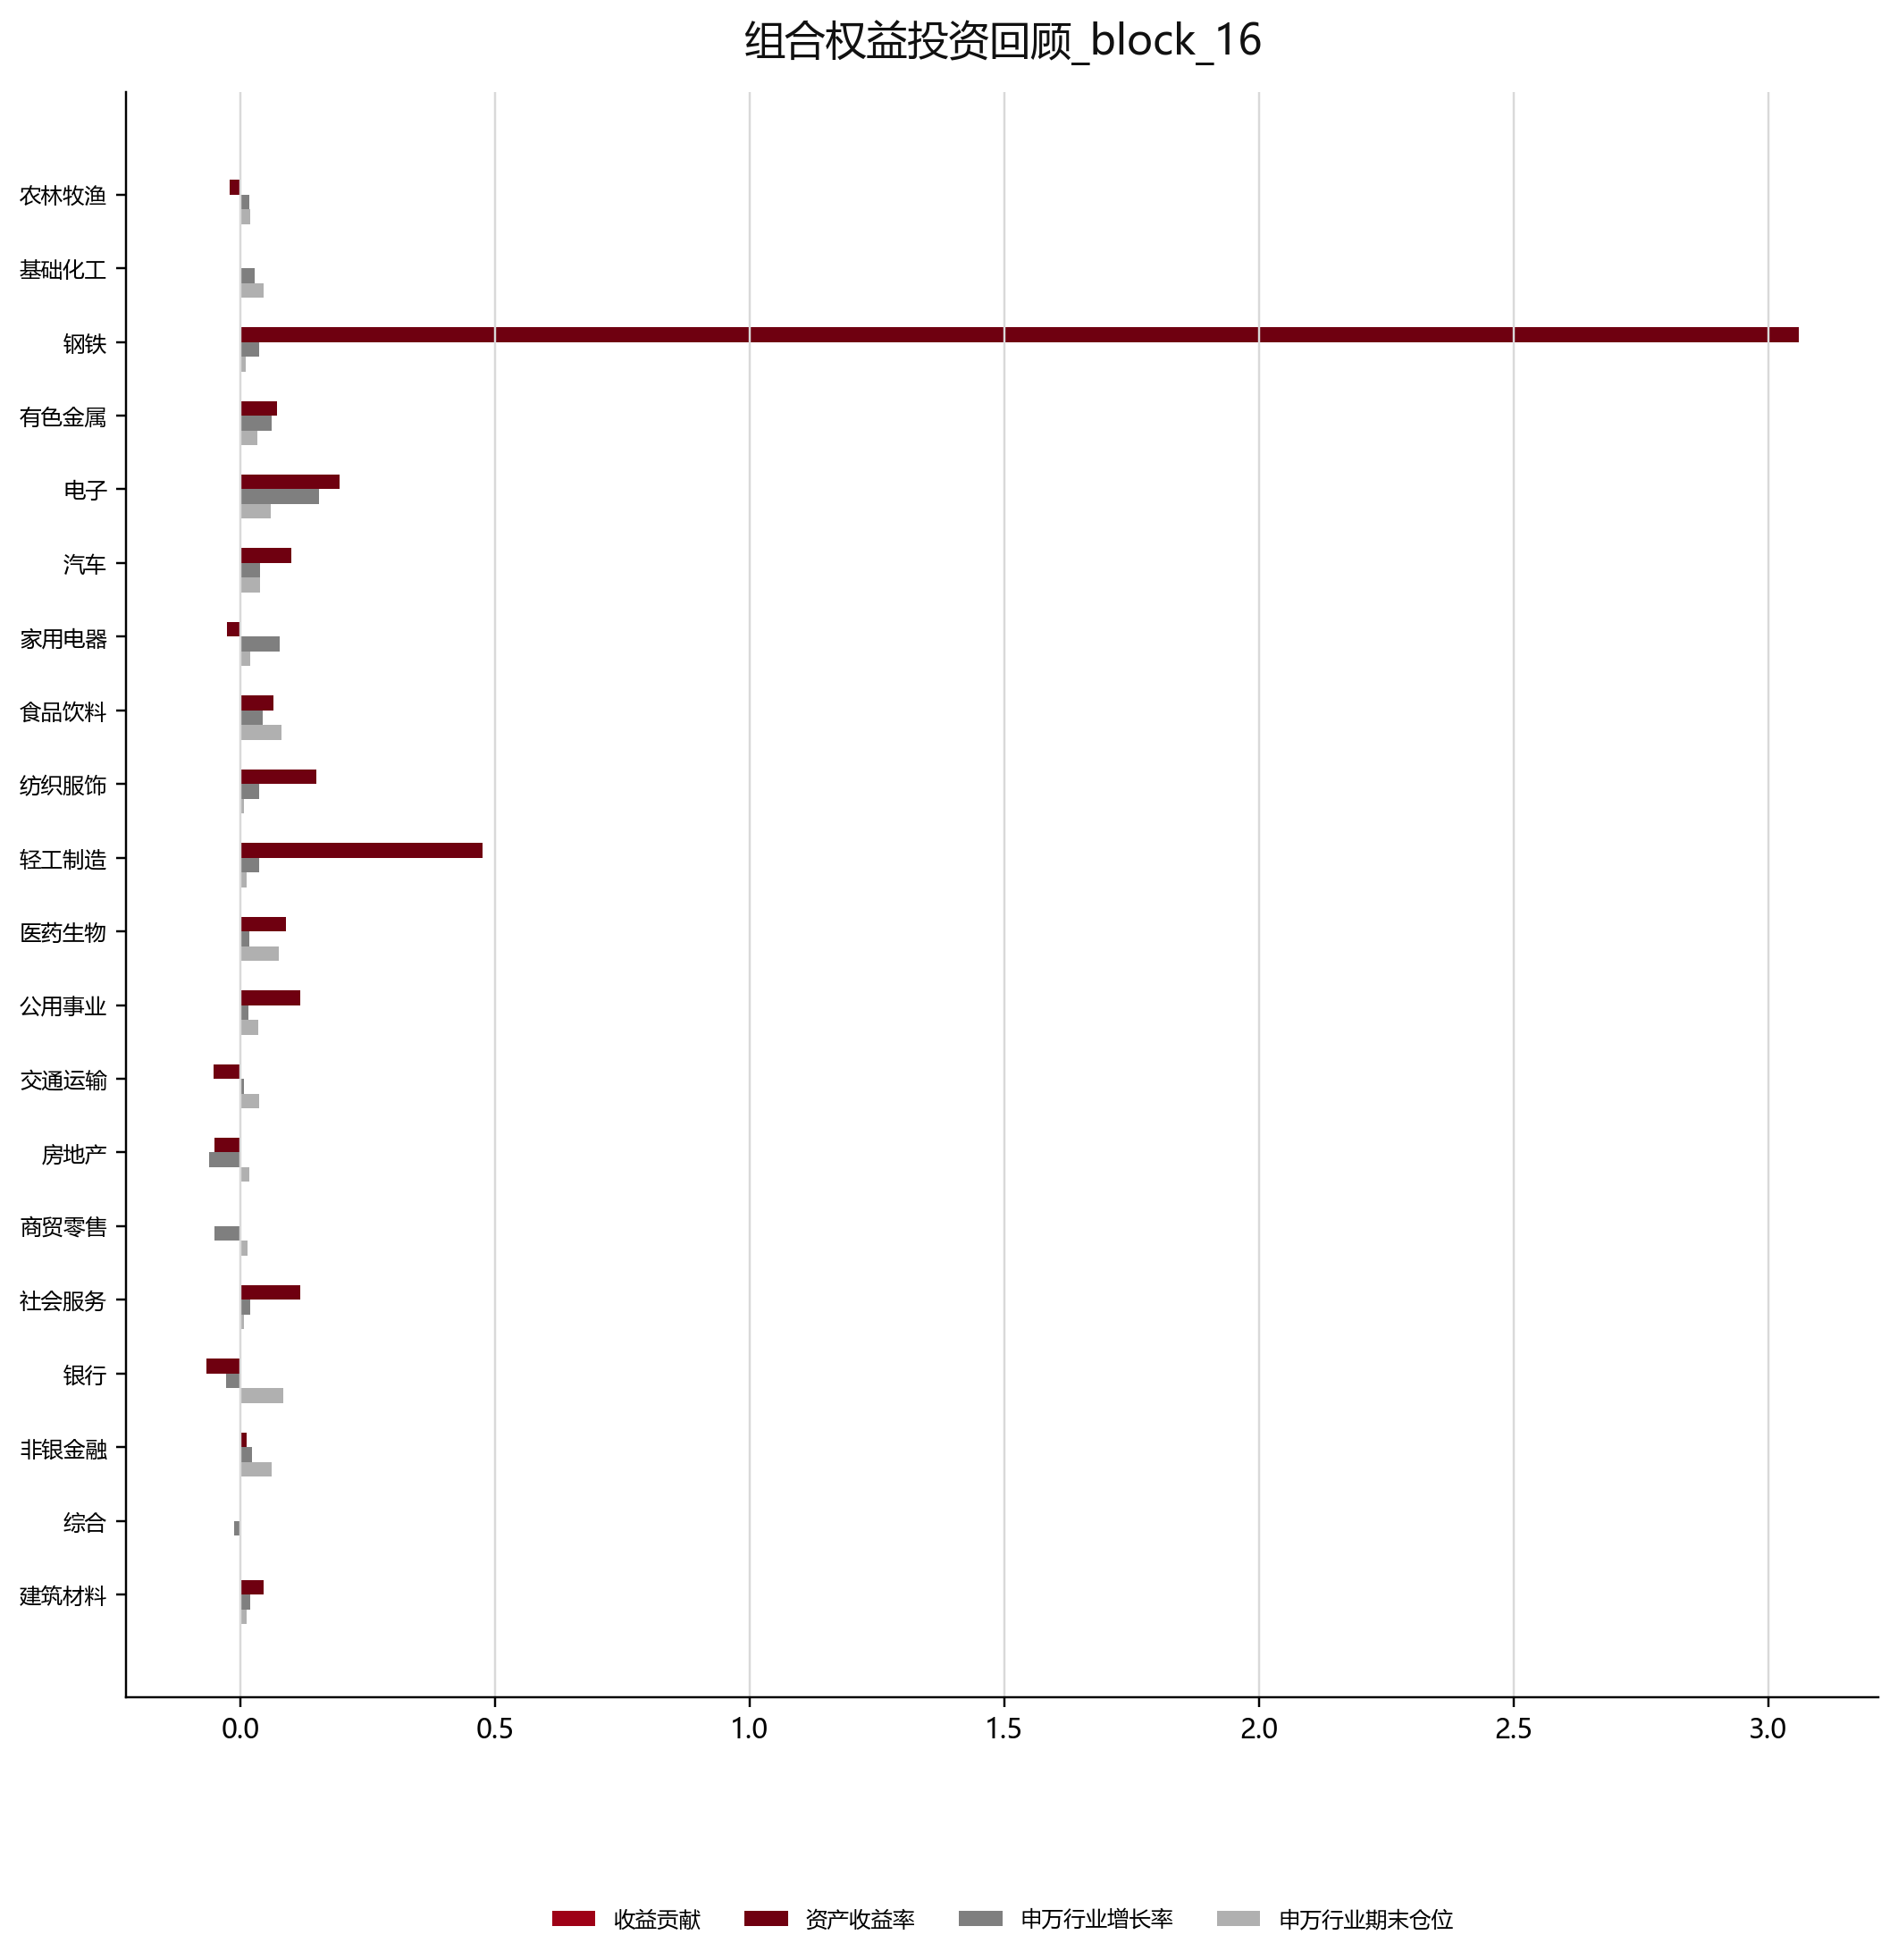 组合权益投资回顾_block_16
农林牧渔
基础化工
钢铁
有色金属
电子
汽车
家用电器
食品饮料
纺织服饰
轻工制造
医药生物
公用事业
交通运输
房地产
商贸零售
社会服务
银行
非银金融
综合
建筑材料
0.0 0.5 1.0 1.5 2.0 2.5 3.0
收益贡献 资产收益率 申万行业增长率 申万行业期末仓位